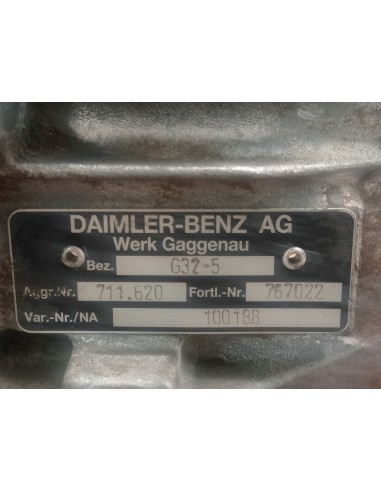 DAIMLER-BENZ AG
Werk Gaggenau
Bez. G32-5
Aggr.Nr. 711.620 Fortl.-Nr. 767022
Var.-Nr./NA 100188